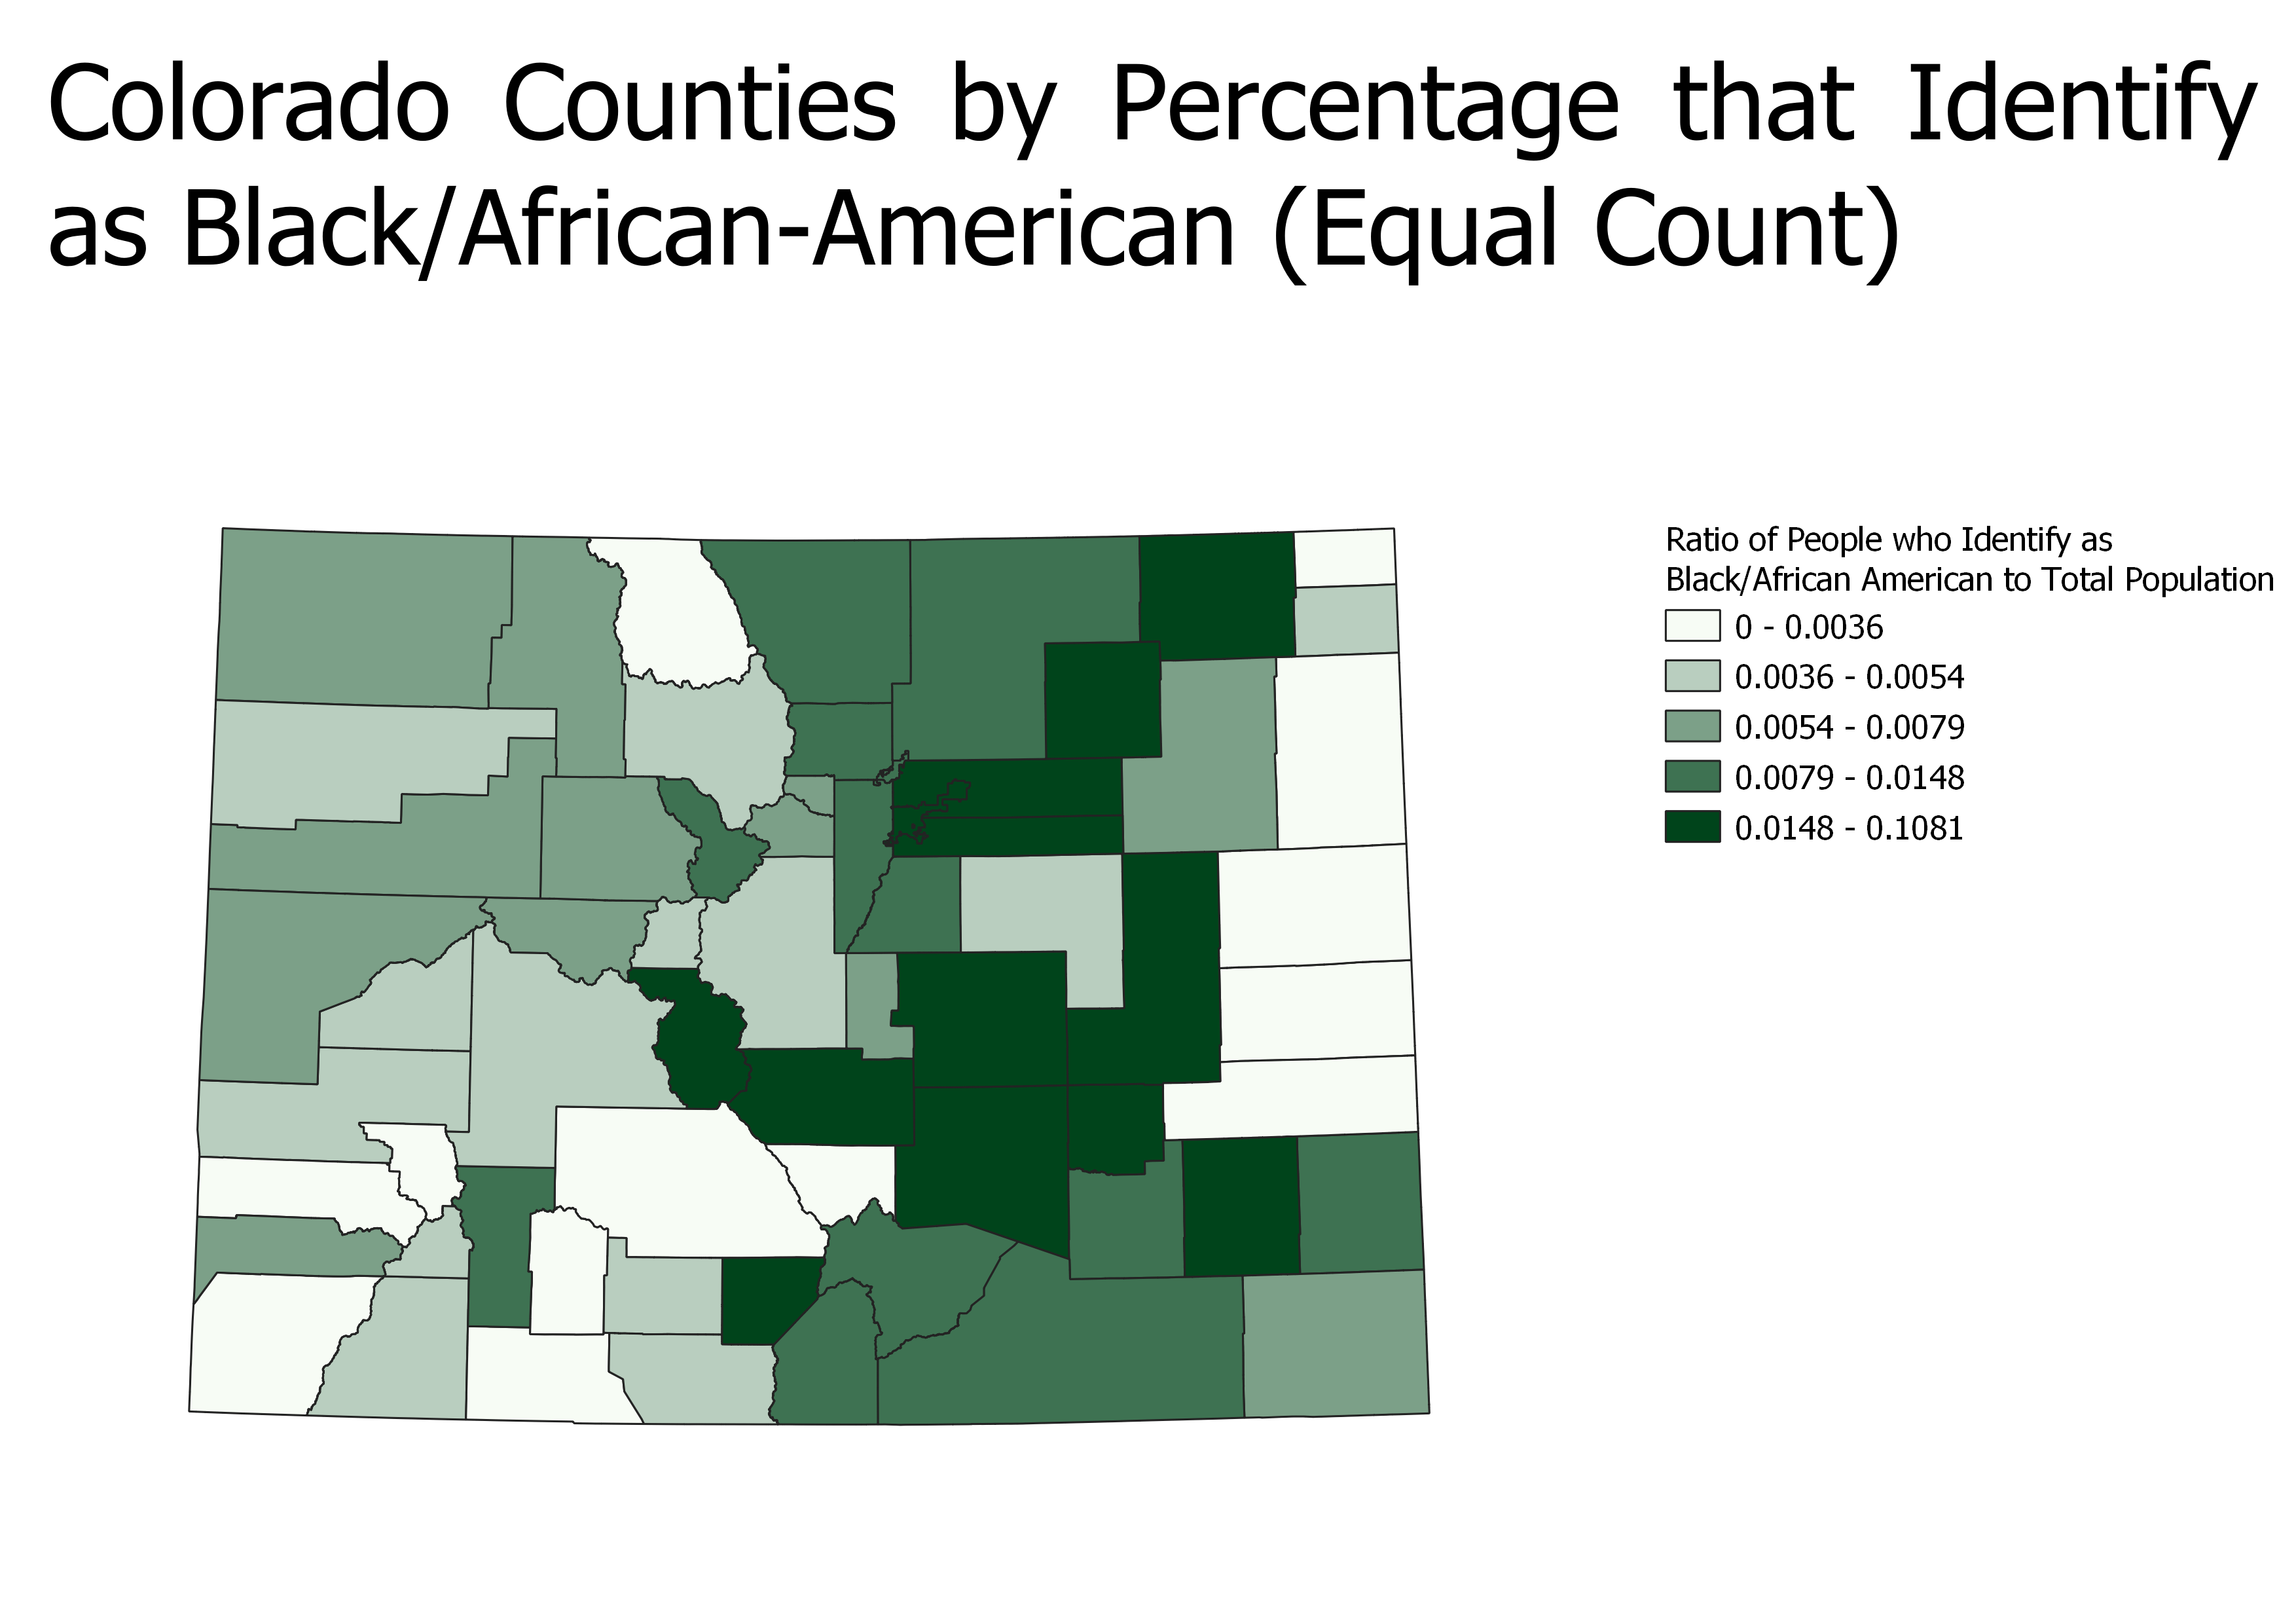 Colorado Counties by Percentage that Identify
as Black/African-American (Equal Count)
Ratio of People who Identify as
Black/African American to Total Population
0 - 0.0036
0.0036 - 0.0054
0.0054 - 0.0079
0.0079 - 0.0148
0.0148 - 0.1081